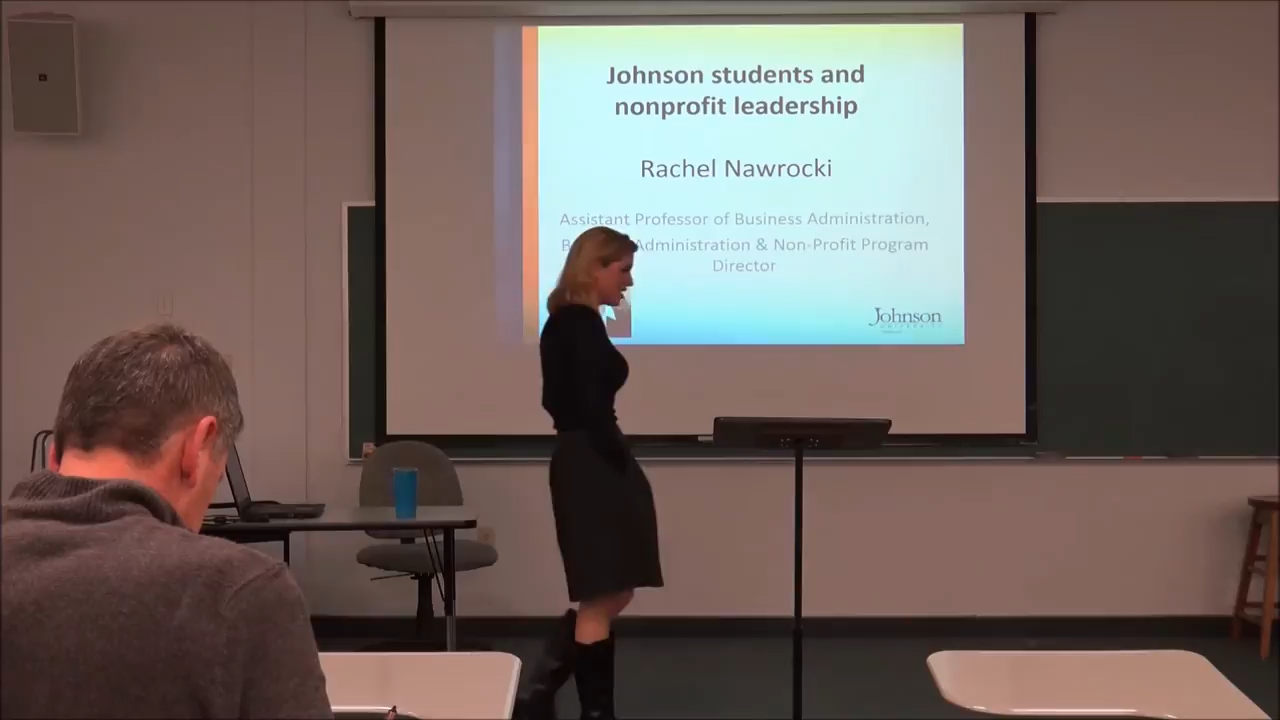 Johnson students and
nonprofit leadership
Rachel Nawrocki
Assistant Professor of Business Administration,
Administration & Non-Profit Program
Director
Johnson